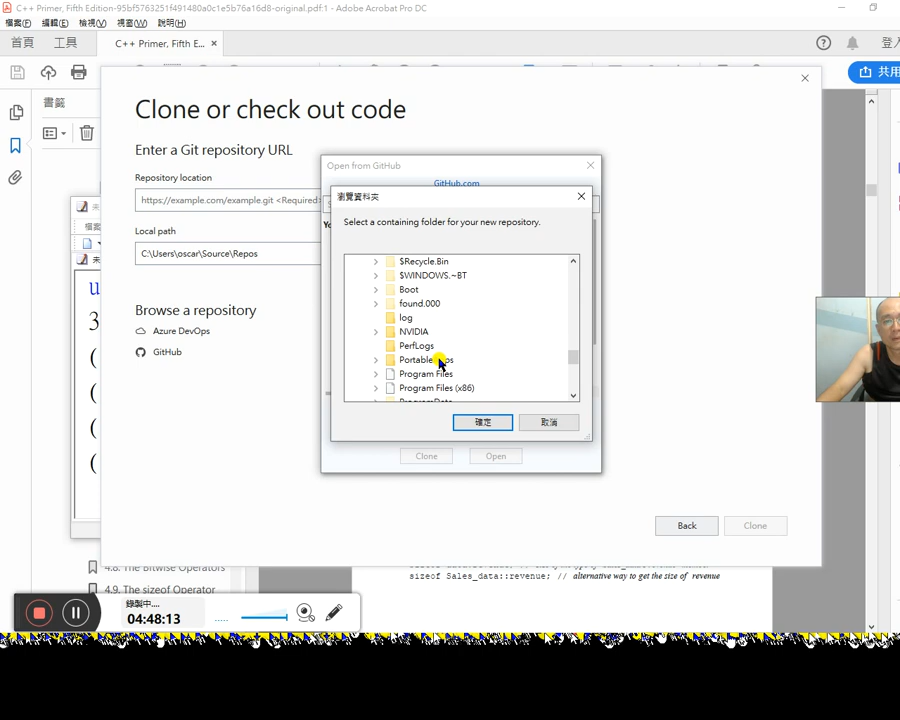 C++ Primer, Fifth Edition-95bf5763251f491480a0c1e5b76a16d8-original.pdf:1 - Adobe Acrobat Pro DC
檔案(F) 編輯(E) 檢視(V) 視窗(W) 說明(H)
首頁 工具 C++ Primer, Fifth E... × ? 登入
共用
書籤
Clone or check out code
Enter a Git repository URL
Repository location
https://example.com/example.git <Required>
Local path
C:\Users\oscar\Source\Repos
Browse a repository
Azure DevOps
GitHub
Open from GitHub
GitHub.com
瀏覽資料夾
Select a containing folder for your new repository.
$Recycle.Bin
$WINDOWS.~BT
Boot
found.000
log
NVIDIA
PerfLogs
Program Files
Program Files (x86)
ProgramData
確定 取消
Clone Open
Back Clone
未
檔案
未
u
3
(
(
(
(
4.8. The Bitwise Operators
4.9. The sizeof Operator
sizeof Sales_data::revenue; // alternative way to get the size of revenue
錄製中....
04:48:13